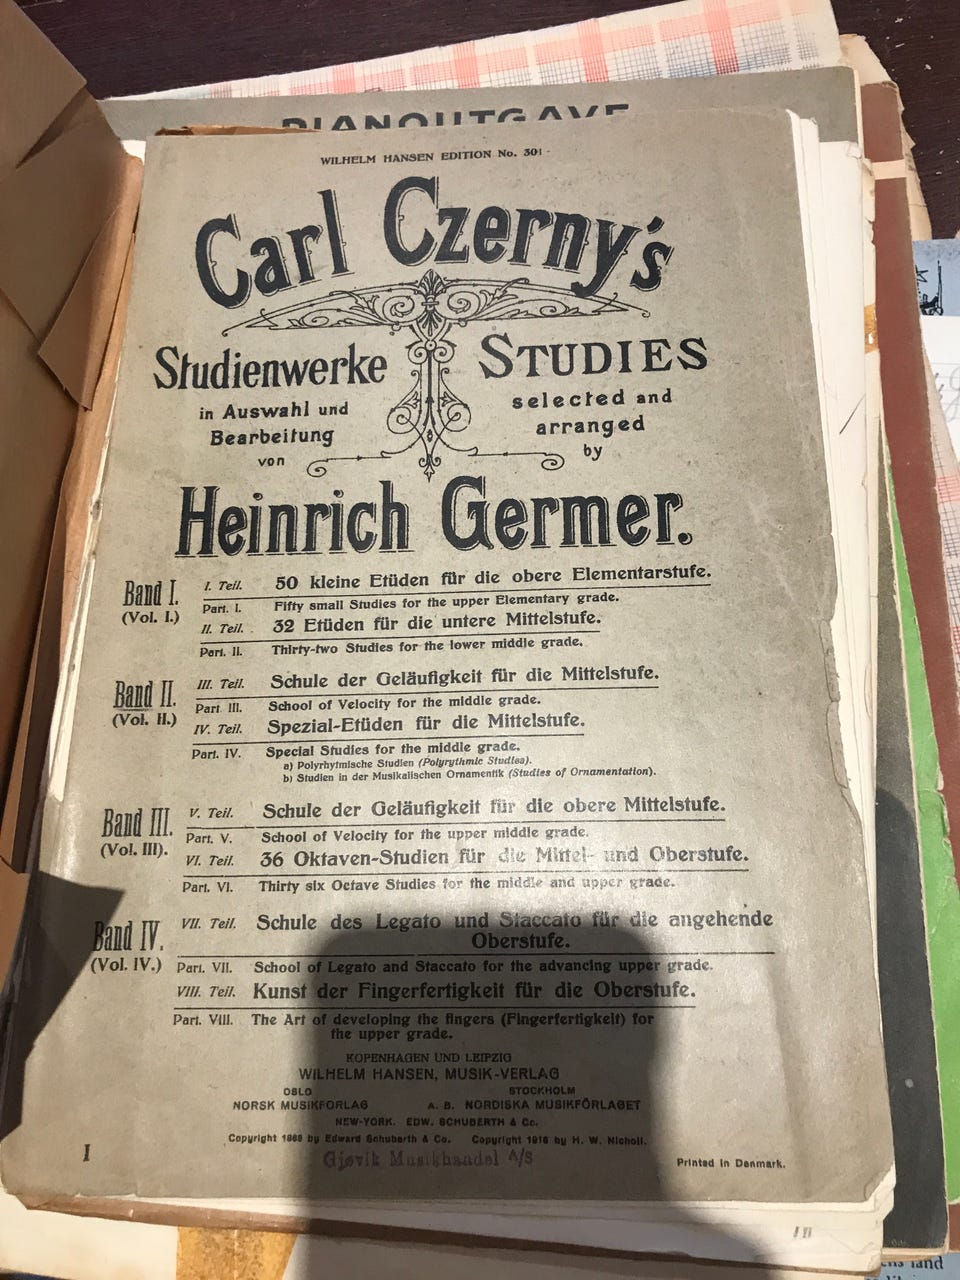 PIANOUTGAVE
WILHELM HANSEN EDITION No. 301
Carl Czerny's
Studienwerke
in Auswahl und
Bearbeitung
von
STUDIES
selected and
arranged
by
Heinrich Germer.
Band I.
(Vol. I.)
I. Teil. 50 kleine Etüden für die obere Elementarstufe.
Part. I. Fifty small Studies for the upper Elementary grade.
II. Teil. 32 Etüden für die untere Mittelstufe.
Part. II. Thirty-two Studies for the lower middle grade.
Band II.
(Vol. II.)
III. Teil. Schule der Geläufigkeit für die Mittelstufe.
Part III. School of Velocity for the middle grade.
IV. Teil. Spezial-Etüden für die Mittelstufe.
Part. IV. Special Studies for the middle grade.
a) Polyrhytmische Studien (Polyrythmic Studies).
b) Studien in der Musikalischen Ornamentik (Studies of Ornamentation).
Band III.
(Vol. III).
V. Teil. Schule der Geläufigkeit für die obere Mittelstufe.
Part. V. School of Velocity for the upper middle grade.
VI. Teil. 36 Oktaven-Studien für die Mittel- und Oberstufe.
Part. VI. Thirty six Octave Studies for the middle and upper grade.
Band IV.
(Vol. IV.)
VII. Teil. Schule des Legato und Staccato für die angehende
Oberstufe.
Part. VII. School of Legato and Staccato for the advancing upper grade.
VIII. Teil. Kunst der Fingerfertigkeit für die Oberstufe.
Part. VIII. The Art of developing the fingers (Fingerfertigkeit) for
the upper grade.
KOPENHAGEN UND LEIPZIG
WILHELM HANSEN, MUSIK-VERLAG
OSLO STOCKHOLM
NORSK MUSIKFORLAG A. B. NORDISKA MUSIKFÖRLAGET
NEW-YORK. EDW. SCHUBERTH & Co.
Copyright 1888 by Edward Schuberth & Co. Copyright 1916 by H. W. Nicholl.
Gjøvik Musikhandel A/S
I
Printed in Denmark.
land